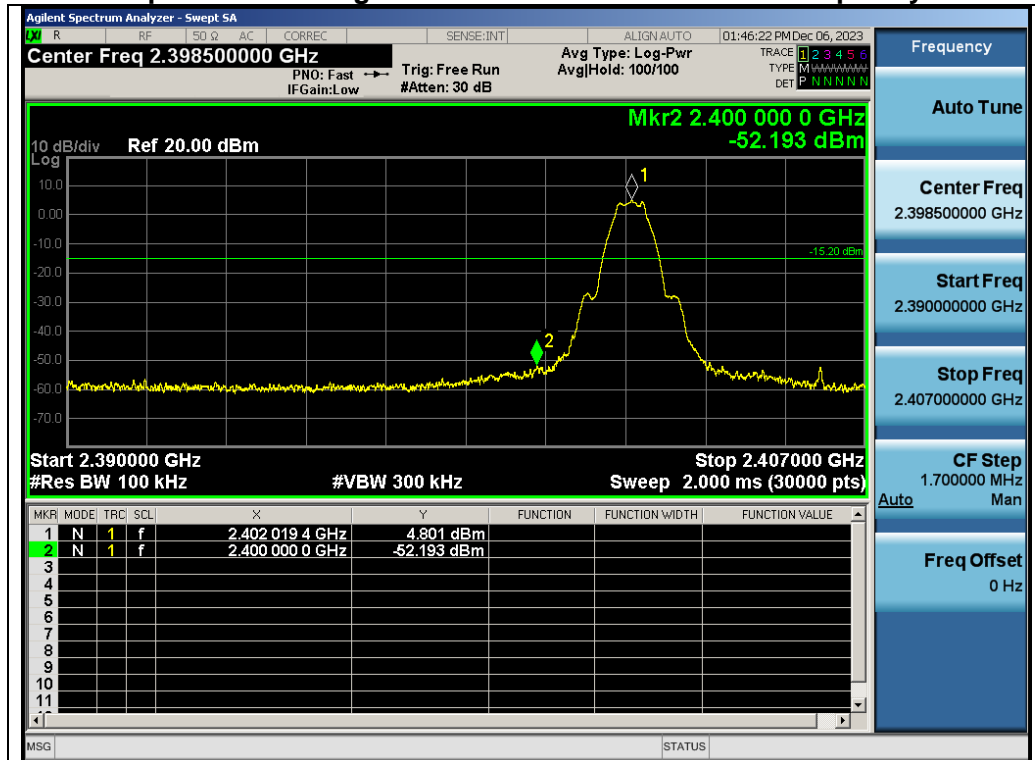 Agilent Spectrum Analyzer - Swept SA
LXI R RF 50 Ω AC CORREC SENSE:INT ALIGN AUTO 01:46:22 PM Dec 06, 2023
Center Freq 2.398500000 GHz
PNO: Fast
IFGain:Low
Trig: Free Run
#Atten: 30 dB
Avg Type: Log-Pwr
Avg|Hold: 100/100
TRACE 1 2 3 4 5 6
TYPE M WWWWW
DET P N N N N N
Mkr2 2.400 000 0 GHz
-52.193 dBm
10 dB/div Ref 20.00 dBm
Log
10.0
0.00
-10.0
-20.0
-30.0
-40.0
-50.0
-60.0
-70.0
1
-15.20 dBm
2
Start 2.390000 GHz Stop 2.407000 GHz
#Res BW 100 kHz #VBW 300 kHz Sweep 2.000 ms (30000 pts)
MKR MODE TRC SCL X Y FUNCTION FUNCTION WIDTH FUNCTION VALUE
1 N 1 f 2.402 019 4 GHz 4.801 dBm
2 N 1 f 2.400 000 0 GHz -52.193 dBm
3
4
5
6
7
8
9
10
11
MSG STATUS
Frequency
Auto Tune
Center Freq
2.398500000 GHz
Start Freq
2.390000000 GHz
Stop Freq
2.407000000 GHz
CF Step
1.700000 MHz
Auto Man
Freq Offset
0 Hz